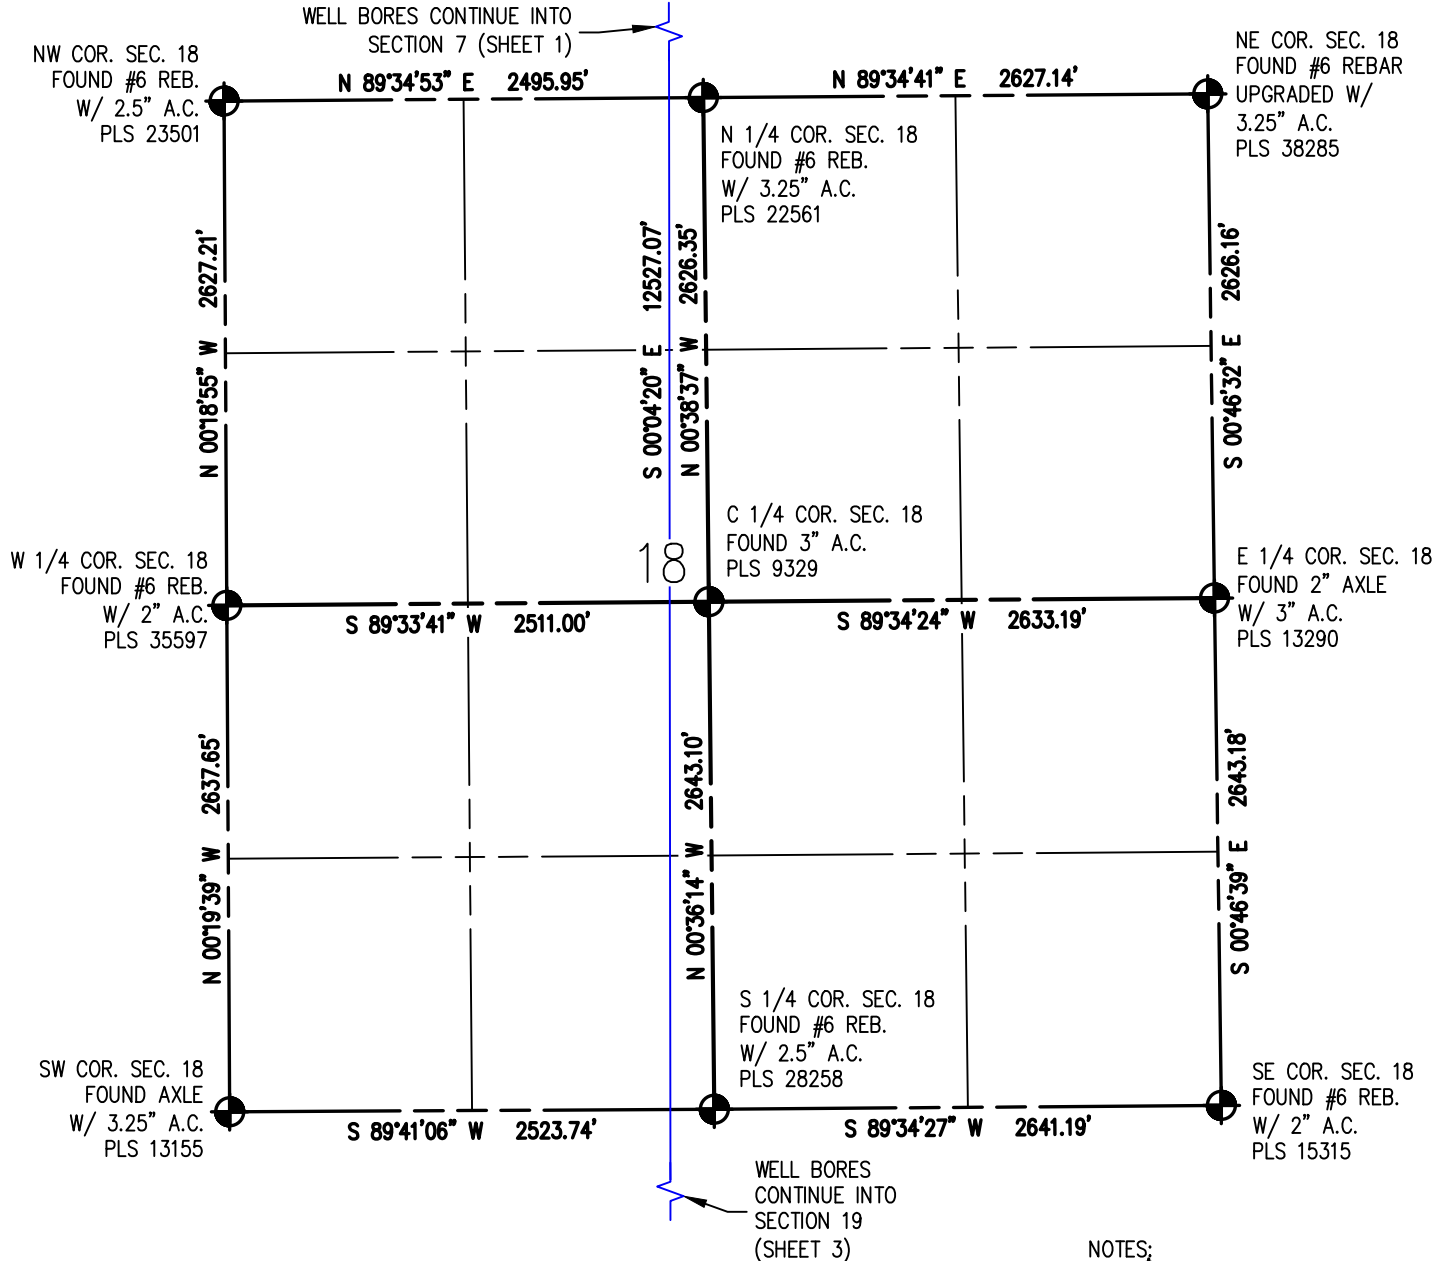 WELL BORES CONTINUE INTO
SECTION 7 (SHEET 1)
NW COR. SEC. 18
FOUND #6 REB.
W/ 2.5" A.C.
PLS 23501
N 89°34'53" E 2495.95'
N 89°34'41" E 2627.14'
NE COR. SEC. 18
FOUND #6 REBAR
UPGRADED W/
3.25" A.C.
PLS 38285
N 1/4 COR. SEC. 18
FOUND #6 REB.
W/ 3.25" A.C.
PLS 22561
N 00°18'55" W 2627.21'
S 00°04'20" E 12527.07'
N 00°38'37" W 2626.35'
S 00°46'32" E 2626.16'
C 1/4 COR. SEC. 18
FOUND 3" A.C.
PLS 9329
18
W 1/4 COR. SEC. 18
FOUND #6 REB.
W/ 2" A.C.
PLS 35597
E 1/4 COR. SEC. 18
FOUND 2" AXLE
W/ 3" A.C.
PLS 13290
S 89°33'41" W 2511.00'
S 89°34'24" W 2633.19'
N 00°19'39" W 2637.65'
N 00°36'14" W 2643.10'
S 00°46'39" E 2643.18'
S 1/4 COR. SEC. 18
FOUND #6 REB.
W/ 2.5" A.C.
PLS 28258
SW COR. SEC. 18
FOUND AXLE
W/ 3.25" A.C.
PLS 13155
SE COR. SEC. 18
FOUND #6 REB.
W/ 2" A.C.
PLS 15315
S 89°41'06" W 2523.74'
S 89°34'27" W 2641.19'
WELL BORES
CONTINUE INTO
SECTION 19
(SHEET 3)
NOTES: